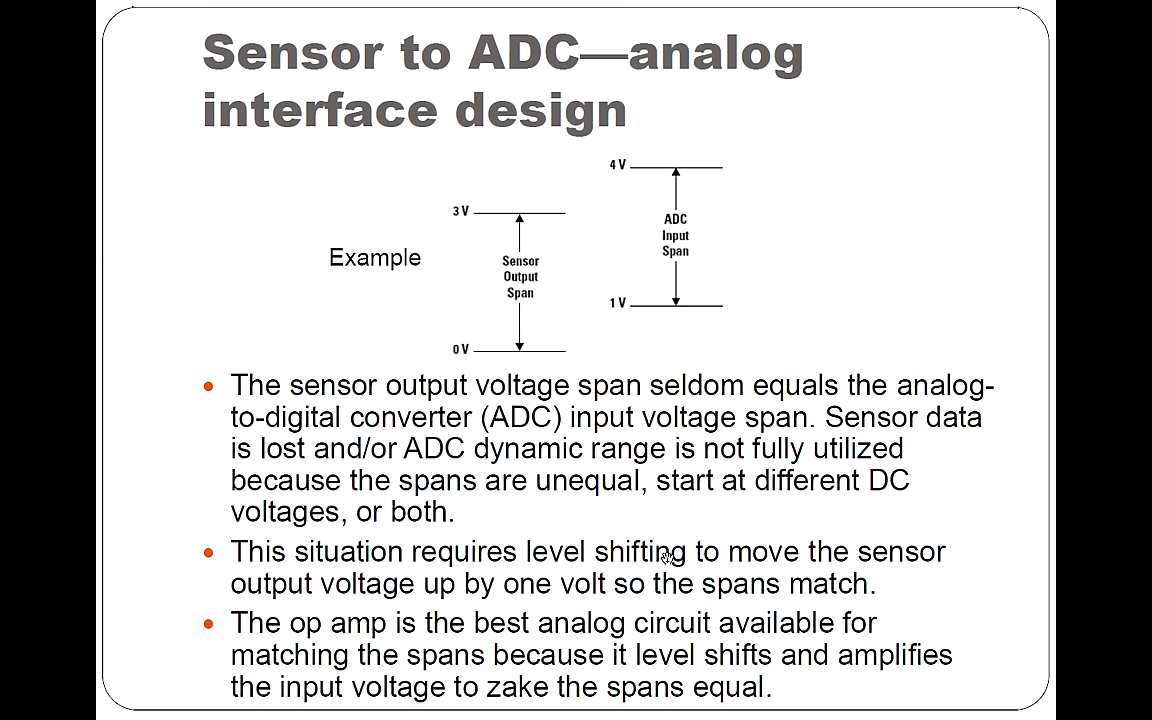 Sensor to ADC—analog
interface design
4 V
3 V
ADC
Input
Span
Example
Sensor
Output
Span
1 V
0 V
• The sensor output voltage span seldom equals the analog-
to-digital converter (ADC) input voltage span. Sensor data
is lost and/or ADC dynamic range is not fully utilized
because the spans are unequal, start at different DC
voltages, or both.
• This situation requires level shifting to move the sensor
output voltage up by one volt so the spans match.
• The op amp is the best analog circuit available for
matching the spans because it level shifts and amplifies
the input voltage to zake the spans equal.